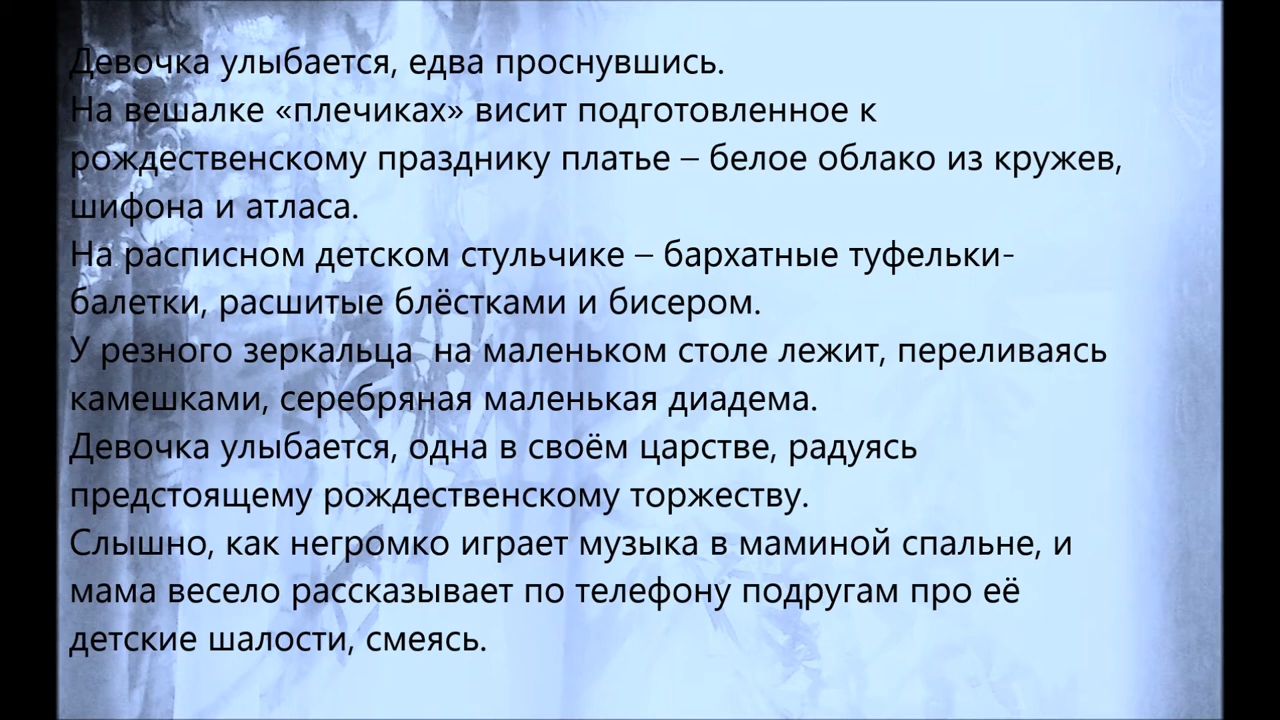 Девочка улыбается, едва проснувшись.
На вешалке «плечиках» висит подготовленное к
рождественскому празднику платье – белое облако из кружев,
шифона и атласа.
На расписном детском стульчике – бархатные туфельки-
балетки, расшитые блёстками и бисером.
У резного зеркальца  на маленьком столе лежит, переливаясь
камешками, серебряная маленькая диадема.
Девочка улыбается, одна в своём царстве, радуясь
предстоящему рождественскому торжеству.
Слышно, как негромко играет музыка в маминой спальне, и
мама весело рассказывает по телефону подругам про её
детские шалости, смеясь.